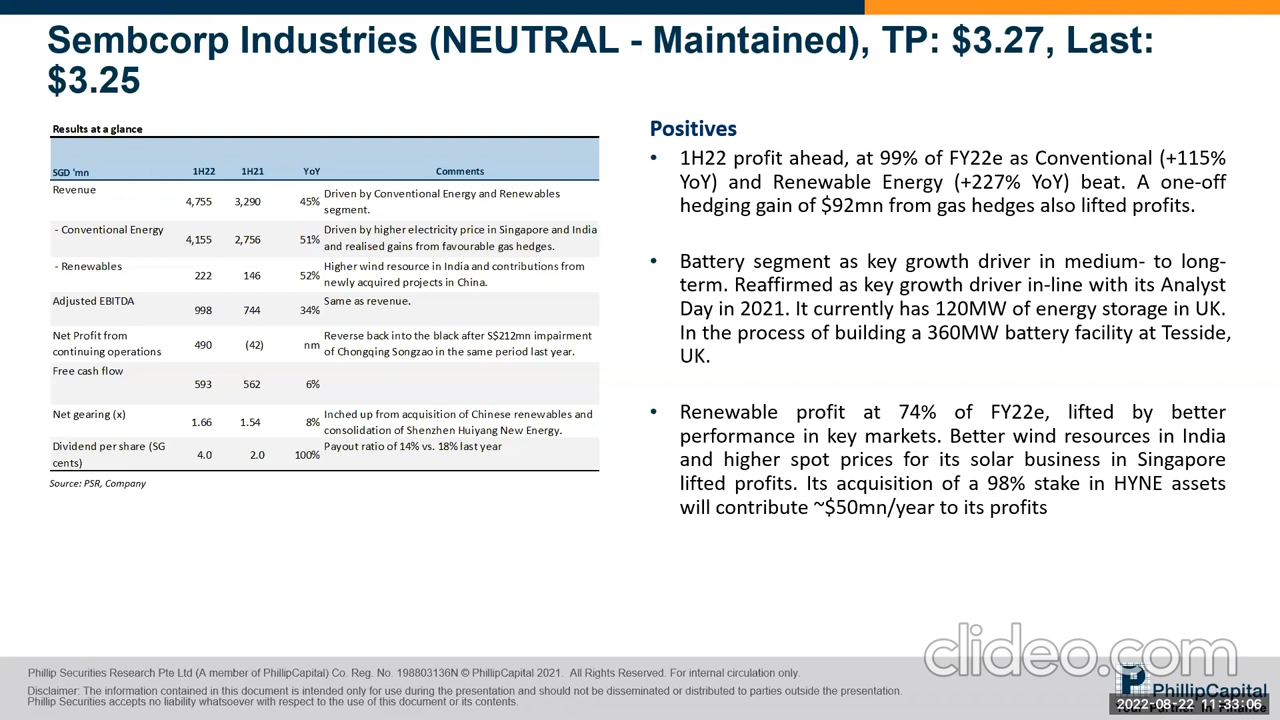 Sembcorp Industries (NEUTRAL - Maintained), TP: $3.27, Last:
$3.25
Results at a glance
SGD 'mn 1H22 1H21 YoY Comments
Revenue 4,755 3,290 45% Driven by Conventional Energy and Renewables
segment.
- Conventional Energy 4,155 2,756 51% Driven by higher electricity price in Singapore and India
and realised gains from favourable gas hedges.
- Renewables 222 146 52% Higher wind resource in India and contributions from
newly acquired projects in China.
Adjusted EBITDA 998 744 34% Same as revenue.
Net Profit from
continuing operations 490 (42) nm Reverse back into the black after S$212mn impairment
of Chongqing Songzao in the same period last year.
Free cash flow 593 562 6%
Net gearing (x) 1.66 1.54 8% Inched up from acquisition of Chinese renewables and
consolidation of Shenzhen Huiyang New Energy.
Dividend per share (SG
cents) 4.0 2.0 100% Payout ratio of 14% vs. 18% last year
Source: PSR, Company
Positives
• 1H22 profit ahead, at 99% of FY22e as Conventional (+115%
YoY) and Renewable Energy (+227% YoY) beat. A one-off
hedging gain of $92mn from gas hedges also lifted profits.
• Battery segment as key growth driver in medium- to long-
term. Reaffirmed as key growth driver in-line with its Analyst
Day in 2021. It currently has 120MW of energy storage in UK.
In the process of building a 360MW battery facility at Tesside,
UK.
• Renewable profit at 74% of FY22e, lifted by better
performance in key markets. Better wind resources in India
and higher spot prices for its solar business in Singapore
lifted profits. Its acquisition of a 98% stake in HYNE assets
will contribute ~$50mn/year to its profits
clideo.com
Phillip Securities Research Pte Ltd (A member of PhillipCapital) Co. Reg. No. 198803136N © PhillipCapital 2021. All Rights Reserved. For internal circulation only.
Disclaimer: The information contained in this document is intended only for use during the presentation and should not be disseminated or distributed to parties outside the presentation.
Phillip Securities accepts no liability whatsoever with respect to the use of this document or its contents.
PhillipCapital
Your Partner In Finance
2022-08-22 11:33:06